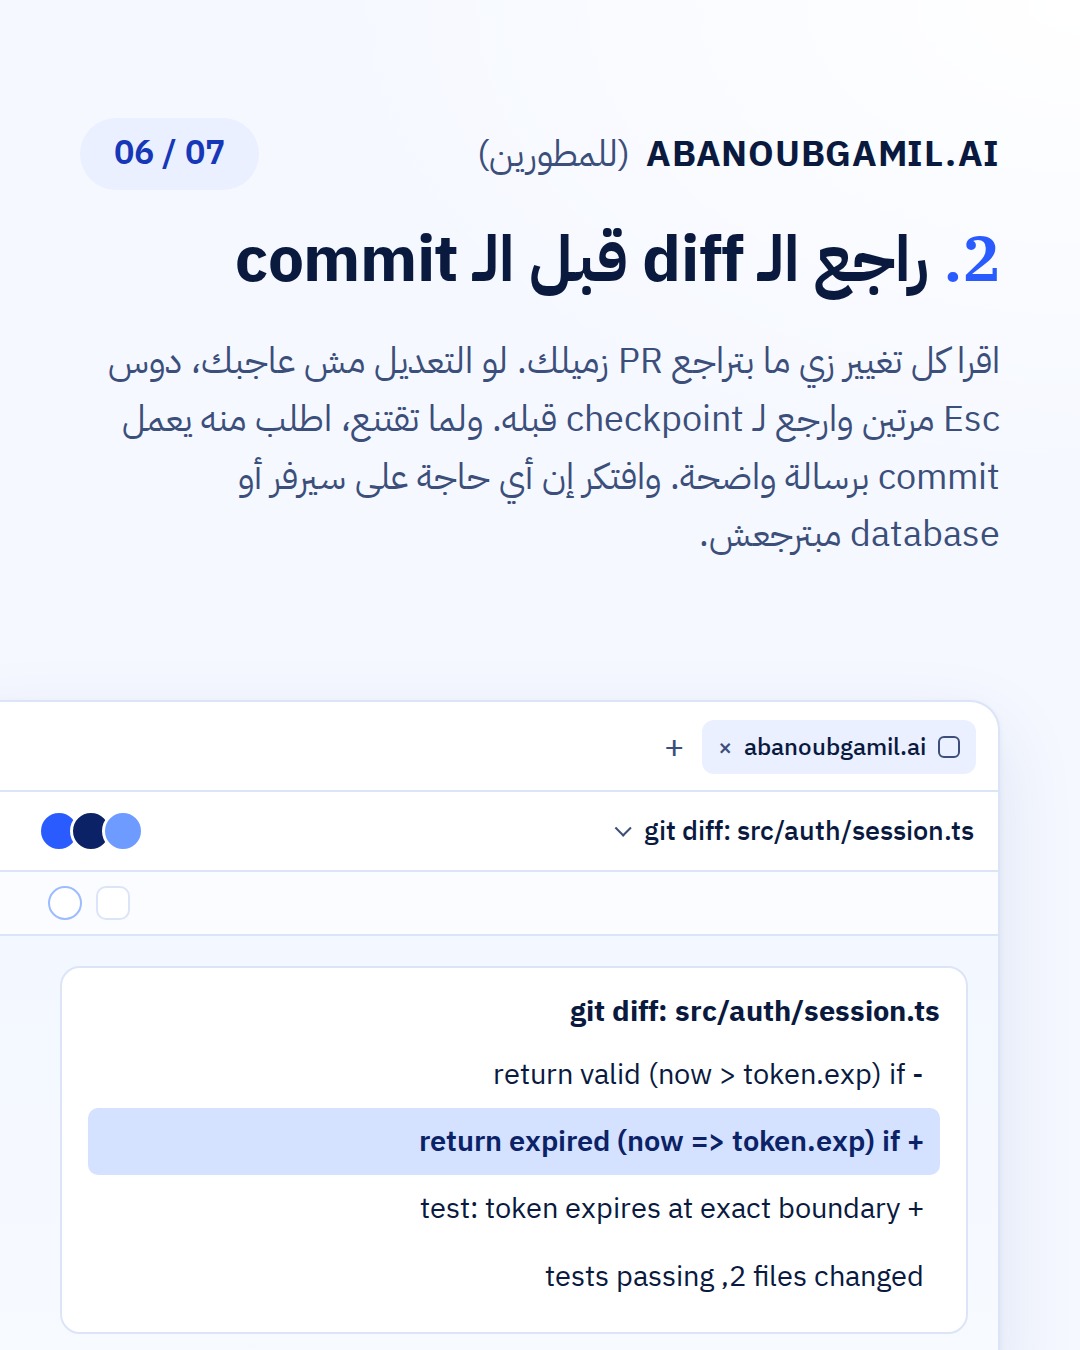 ABANOUBGAMIL.AI (للمطورين)
06 / 07
2. راجع الـ diff قبل الـ commit
اقرا كل تغيير زي ما بتراجع PR زميلك. لو التعديل مش عاجبك، دوس
Esc مرتين وارجع لـ checkpoint قبله. ولما تقتنع، اطلب منه يعمل
commit برسالة واضحة. وافتكر إن أي حاجة على سيرفر أو
database مبترجعش.
abanoubgamil.ai × +
git diff: src/auth/session.ts
git diff: src/auth/session.ts
return valid (now > token.exp) if -
return expired (now => token.exp) if +
test: token expires at exact boundary +
tests passing ,2 files changed